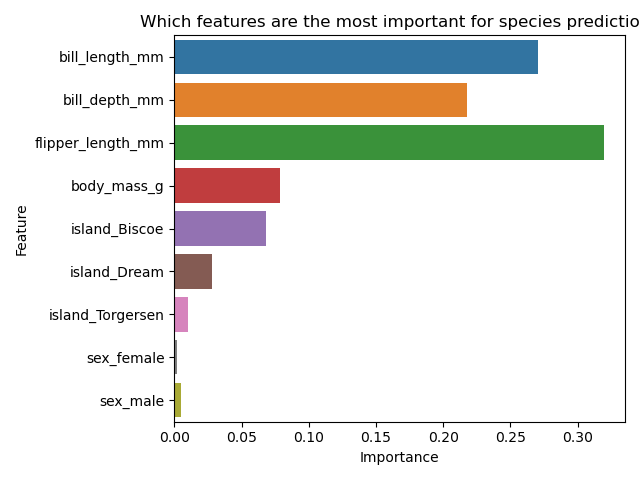 Which features are the most important for species predictio
bill_length_mm
bill_depth_mm
flipper_length_mm
body_mass_g
island_Biscoe
island_Dream
island_Torgersen
sex_female
sex_male
Feature
0.00 0.05 0.10 0.15 0.20 0.25 0.30
Importance